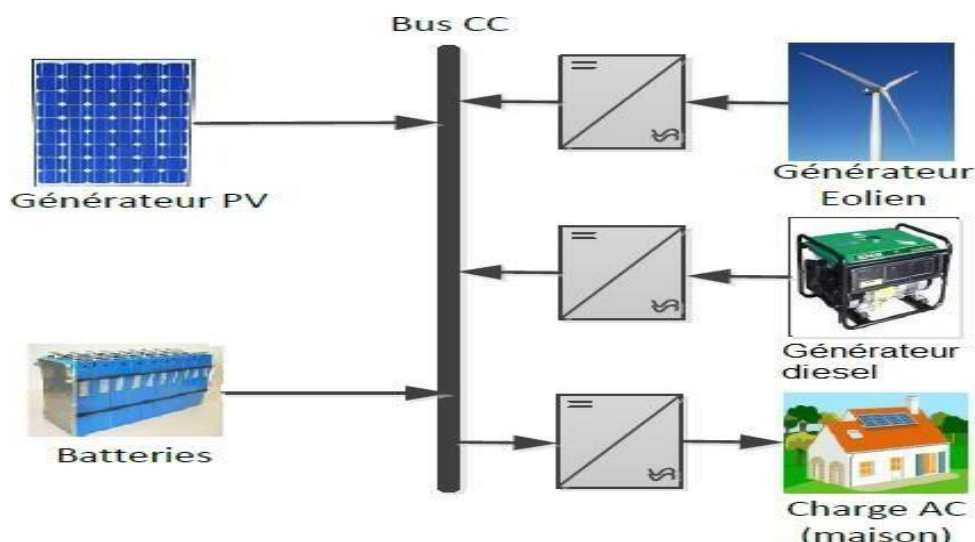 Bus CC
Générateur PV
Générateur
Eolien
Générateur
diesel
Batteries
Charge AC
(maison)